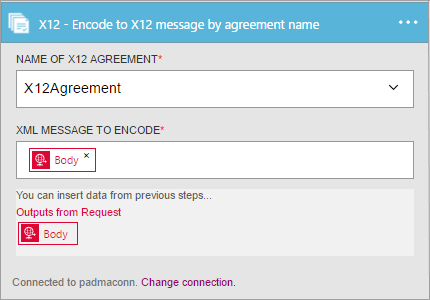 X12 - Encode to X12 message by agreement name
NAME OF X12 AGREEMENT*
X12Agreement
XML MESSAGE TO ENCODE*
Body ×
You can insert data from previous steps...
Outputs from Request
Body
Connected to padmaconn. Change connection.